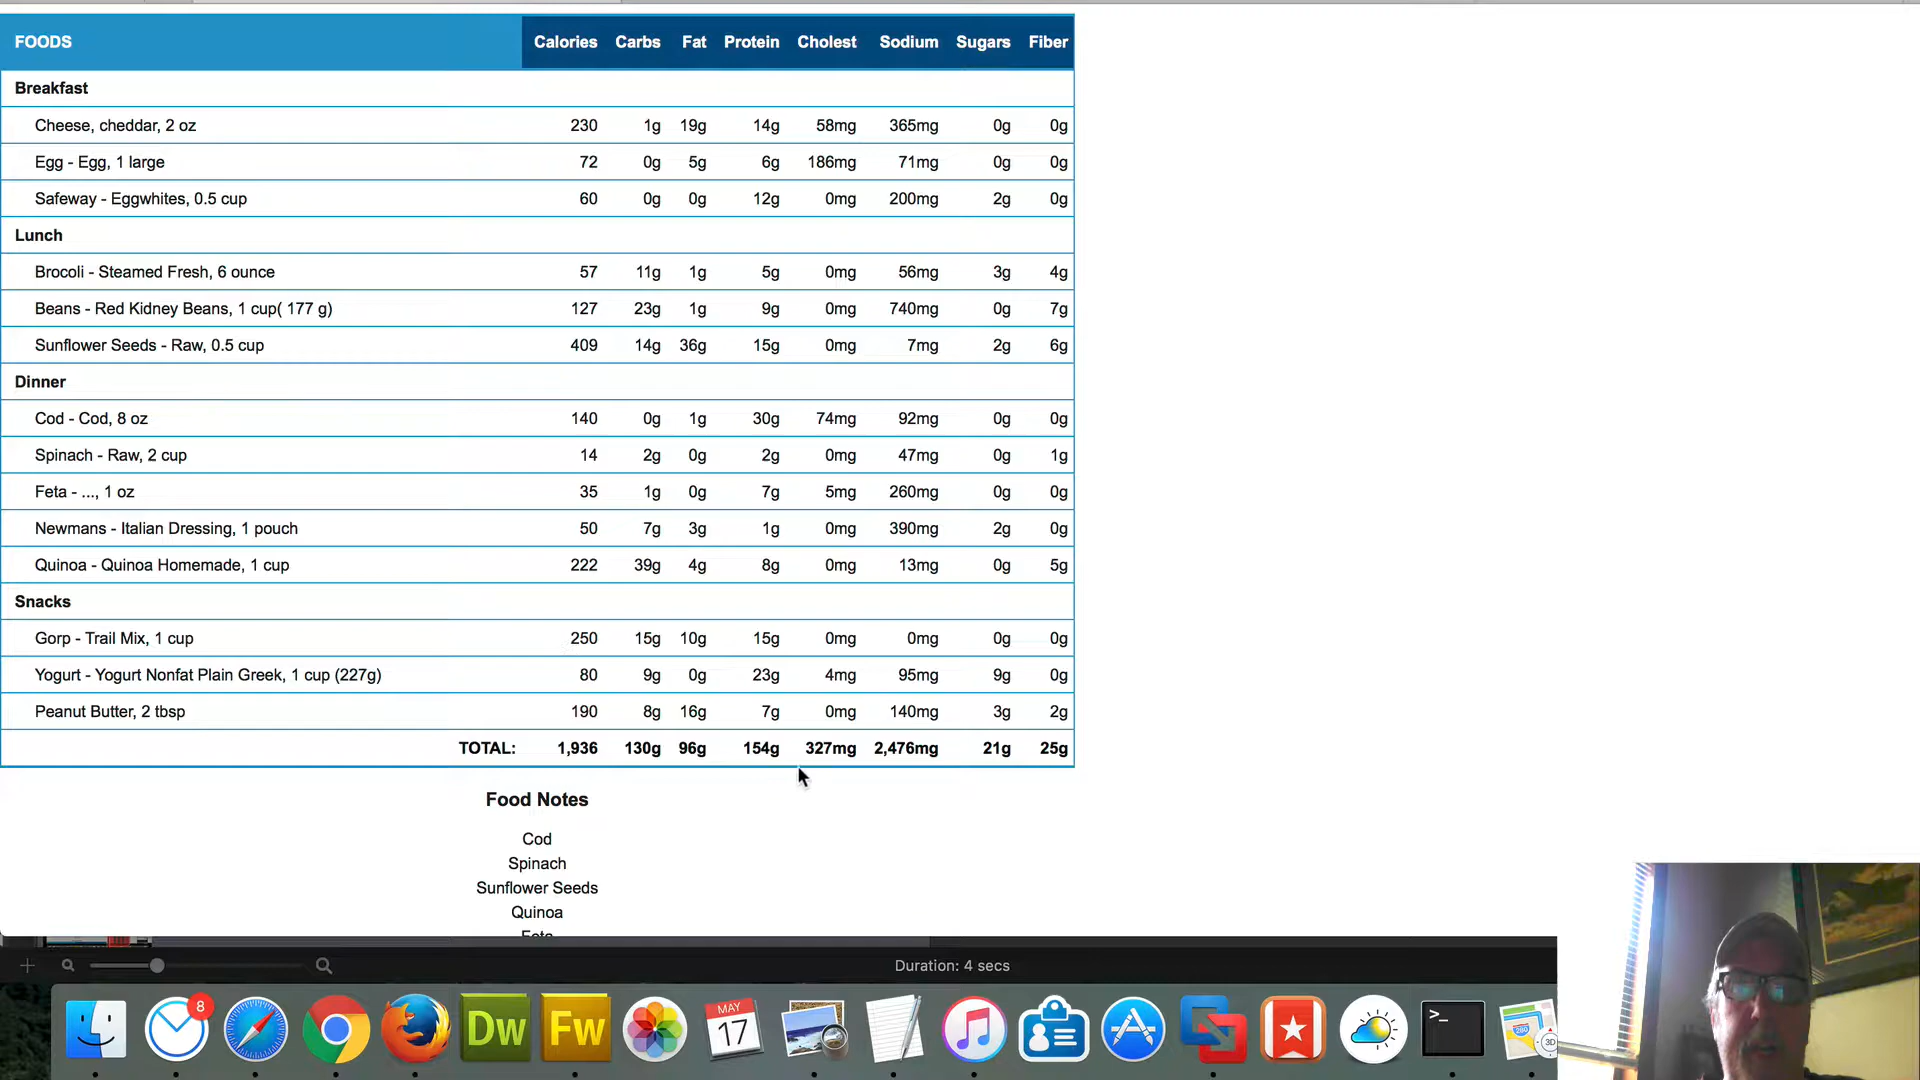 FOODS Calories Carbs Fat Protein Cholest Sodium Sugars Fiber
Breakfast
Cheese, cheddar, 2 oz 230 1g 19g 14g 58mg 365mg 0g 0g
Egg - Egg, 1 large 72 0g 5g 6g 186mg 71mg 0g 0g
Safeway - Eggwhites, 0.5 cup 60 0g 0g 12g 0mg 200mg 2g 0g
Lunch
Brocoli - Steamed Fresh, 6 ounce 57 11g 1g 5g 0mg 56mg 3g 4g
Beans - Red Kidney Beans, 1 cup( 177 g) 127 23g 1g 9g 0mg 740mg 0g 7g
Sunflower Seeds - Raw, 0.5 cup 409 14g 36g 15g 0mg 7mg 2g 6g
Dinner
Cod - Cod, 8 oz 140 0g 1g 30g 74mg 92mg 0g 0g
Spinach - Raw, 2 cup 14 2g 0g 2g 0mg 47mg 0g 1g
Feta - ..., 1 oz 35 1g 0g 7g 5mg 260mg 0g 0g
Newmans - Italian Dressing, 1 pouch 50 7g 3g 1g 0mg 390mg 2g 0g
Quinoa - Quinoa Homemade, 1 cup 222 39g 4g 8g 0mg 13mg 0g 5g
Snacks
Gorp - Trail Mix, 1 cup 250 15g 10g 15g 0mg 0mg 0g 0g
Yogurt - Yogurt Nonfat Plain Greek, 1 cup (227g) 80 9g 0g 23g 4mg 95mg 9g 0g
Peanut Butter, 2 tbsp 190 8g 16g 7g 0mg 140mg 3g 2g
TOTAL: 1,936 130g 96g 154g 327mg 2,476mg 21g 25g
Food Notes
Cod
Spinach
Sunflower Seeds
Quinoa
Feta
Duration: 4 secs
8
Dw
Fw
MAY
17
>_
280
3D